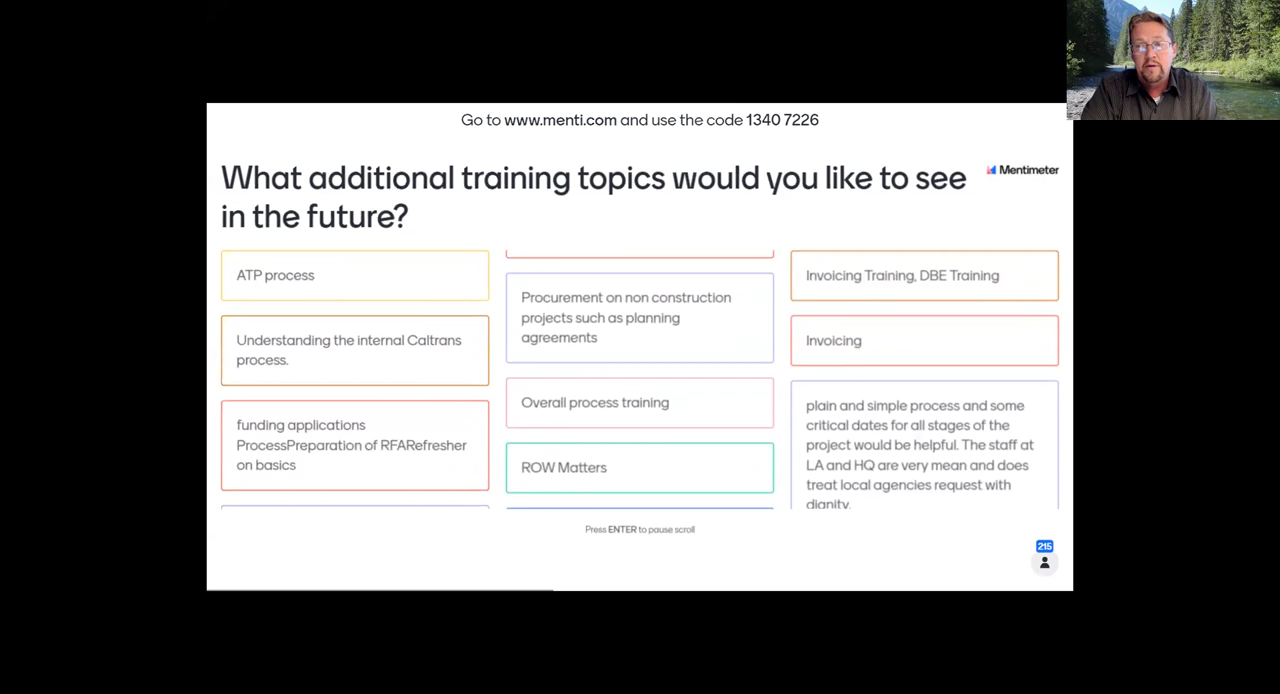 Go to www.menti.com and use the code 1340 7226
What additional training topics would you like to see
in the future?
Mentimeter
ATP process
Understanding the internal Caltrans
process.
funding applications
ProcessPreparation of RFARefresher
on basics
Procurement on non construction
projects such as planning
agreements
Overall process training
ROW Matters
Invoicing Training, DBE Training
Invoicing
plain and simple process and some
critical dates for all stages of the
project would be helpful. The staff at
LA and HQ are very mean and does
treat local agencies request with
dignity.
Press ENTER to pause scroll
215